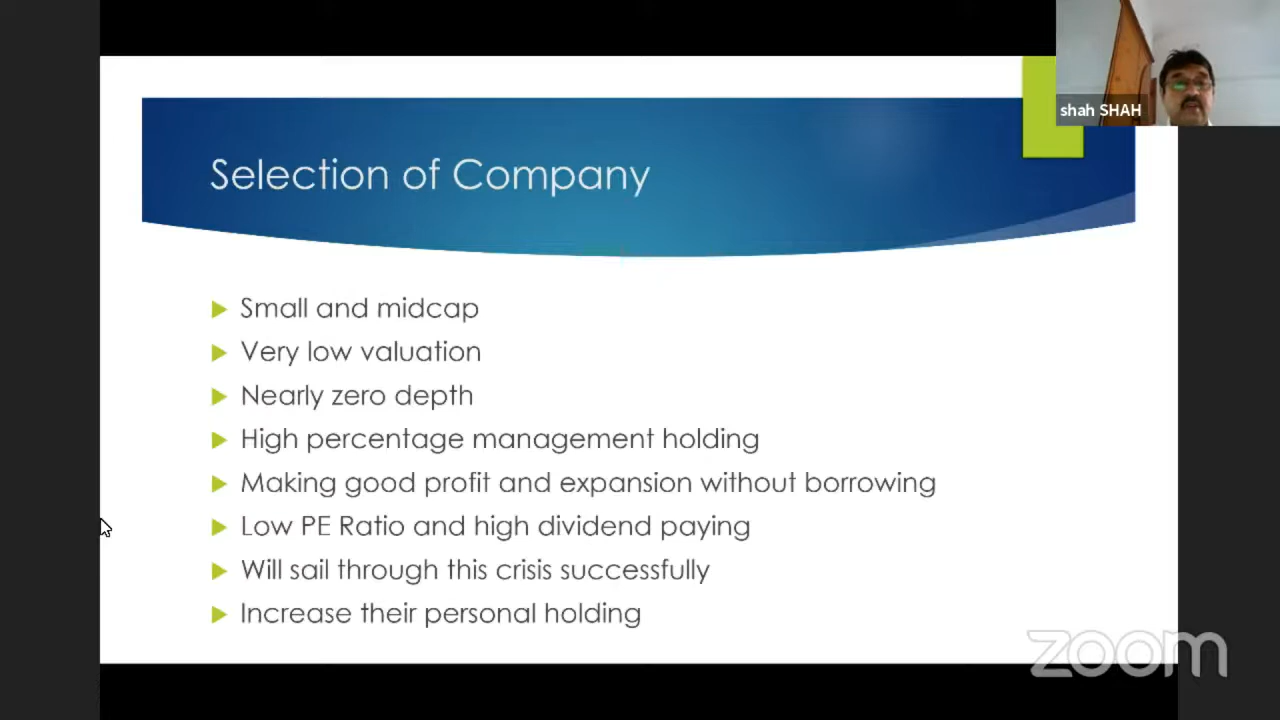 shah SHAH
Selection of Company
Small and midcap
Very low valuation
Nearly zero depth
High percentage management holding
Making good profit and expansion without borrowing
Low PE Ratio and high dividend paying
Will sail through this crisis successfully
Increase their personal holding
zoom